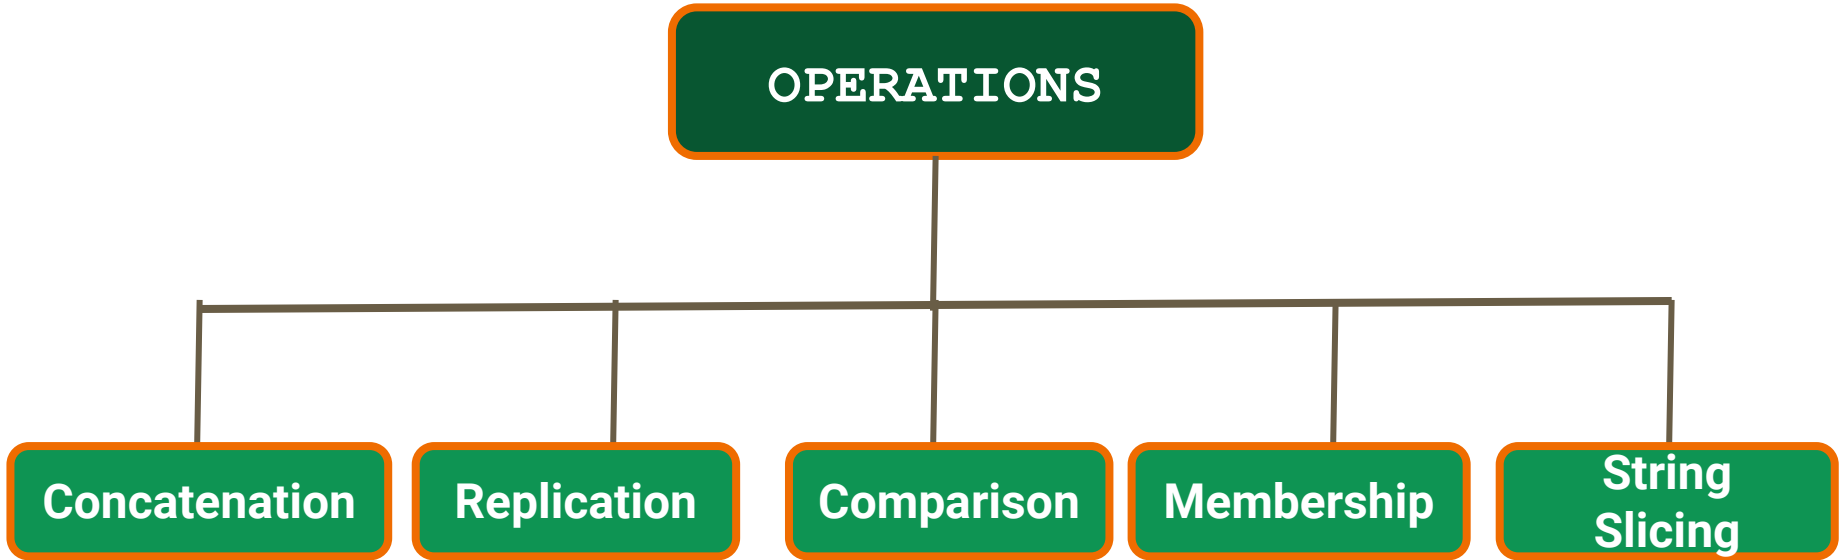 OPERATIONS
Concatenation
Replication
Comparison
Membership
String
Slicing